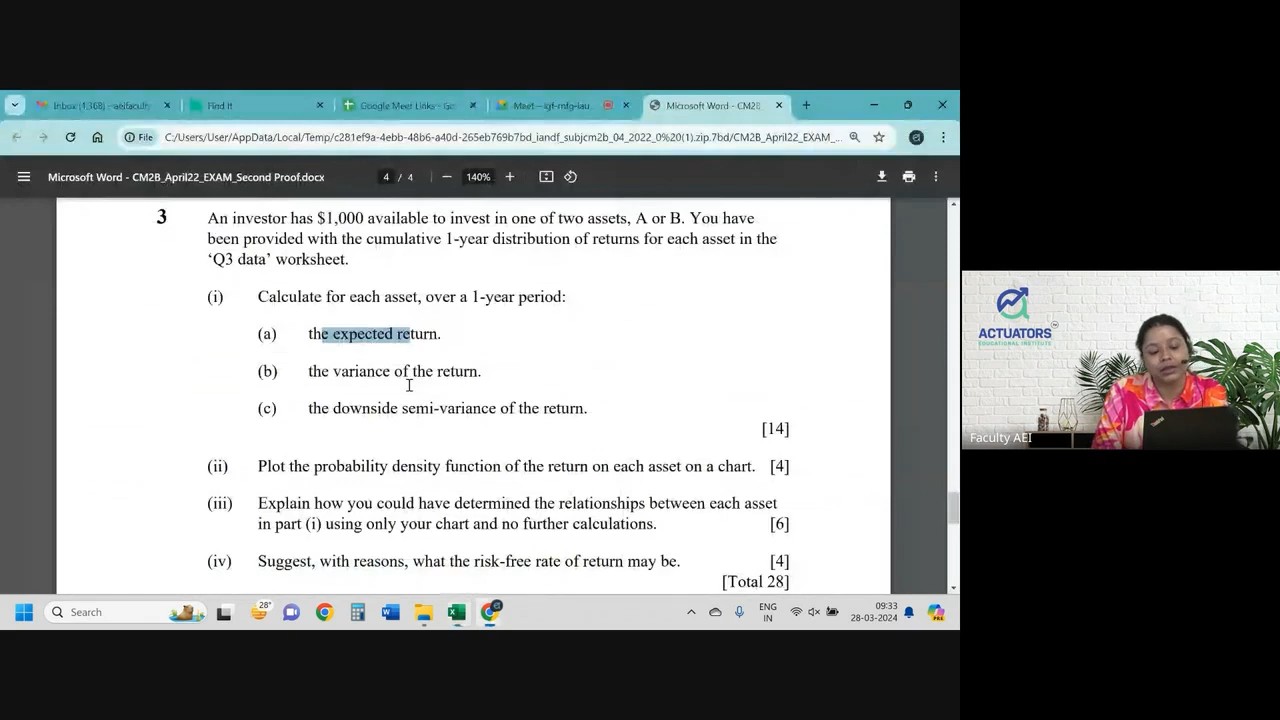 Find It
Google Meet Links - Go
Microsoft Word - CM2B
File
C:/Users/User/AppData/Local/Temp/c281ef9a-4ebb-48b6-a40d-265eb769b7bd_iandf_subjcm2b_04_2022_0%20(1).zip.7bd/CM2B_April22_EXAM_...
Microsoft Word - CM2B_April22_EXAM_Second Proof.docx
4 / 4
140%
3 An investor has $1,000 available to invest in one of two assets, A or B. You have
been provided with the cumulative 1-year distribution of returns for each asset in the
‘Q3 data’ worksheet.
(i) Calculate for each asset, over a 1-year period:
(a) the expected return.
(b) the variance of the return.
(c) the downside semi-variance of the return.
[14]
(ii) Plot the probability density function of the return on each asset on a chart. [4]
(iii) Explain how you could have determined the relationships between each asset
in part (i) using only your chart and no further calculations. [6]
(iv) Suggest, with reasons, what the risk-free rate of return may be. [4]
[Total 28]
ACTUATORS
EDUCATIONAL INSTITUTE
Faculty AEI
Search
28°
ENG
IN
09:33
28-03-2024